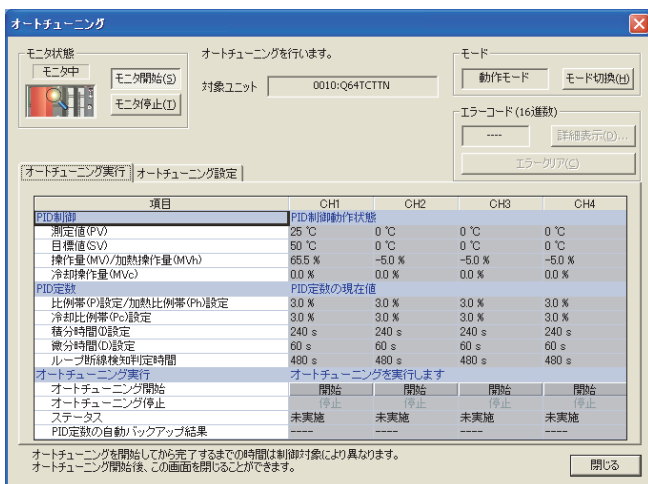 オートチューニング
モニタ状態
モニタ中
モニタ開始(S)
モニタ停止(T)
オートチューニングを行います。
対象ユニット 0010:Q64TCTTN
モード
動作モード モード切換(H)
エラーコード(16進数)
---- 詳細表示(D)...
エラークリア(C)
オートチューニング実行 オートチューニング設定
項目 CH1 CH2 CH3 CH4
PID制御 PID制御動作状態
測定値(PV) 25 ℃ 0 ℃ 0 ℃ 0 ℃
目標値(SV) 50 ℃ 0 ℃ 0 ℃ 0 ℃
操作量(MV)/加熱操作量(MVh) 65.5 % -5.0 % -5.0 % -5.0 %
冷却操作量(MVc) 0.0 % 0.0 % 0.0 % 0.0 %
PID定数 PID定数の現在値
比例帯(P)設定/加熱比例帯(Ph)設定 3.0 % 3.0 % 3.0 % 3.0 %
冷却比例帯(Pc)設定 3.0 % 3.0 % 3.0 % 3.0 %
積分時間(I)設定 240 s 240 s 240 s 240 s
微分時間(D)設定 60 s 60 s 60 s 60 s
ループ断線検知判定時間 480 s 480 s 480 s 480 s
オートチューニング実行 オートチューニングを実行します
オートチューニング開始 開始 開始 開始 開始
オートチューニング停止 停止 停止 停止 停止
ステータス 未実施 未実施 未実施 未実施
PID定数の自動バックアップ結果 ---- ---- ---- ----
オートチューニングを開始してから完了するまでの時間は制御対象により異なります。
オートチューニング開始後、この画面を閉じることができます。
閉じる